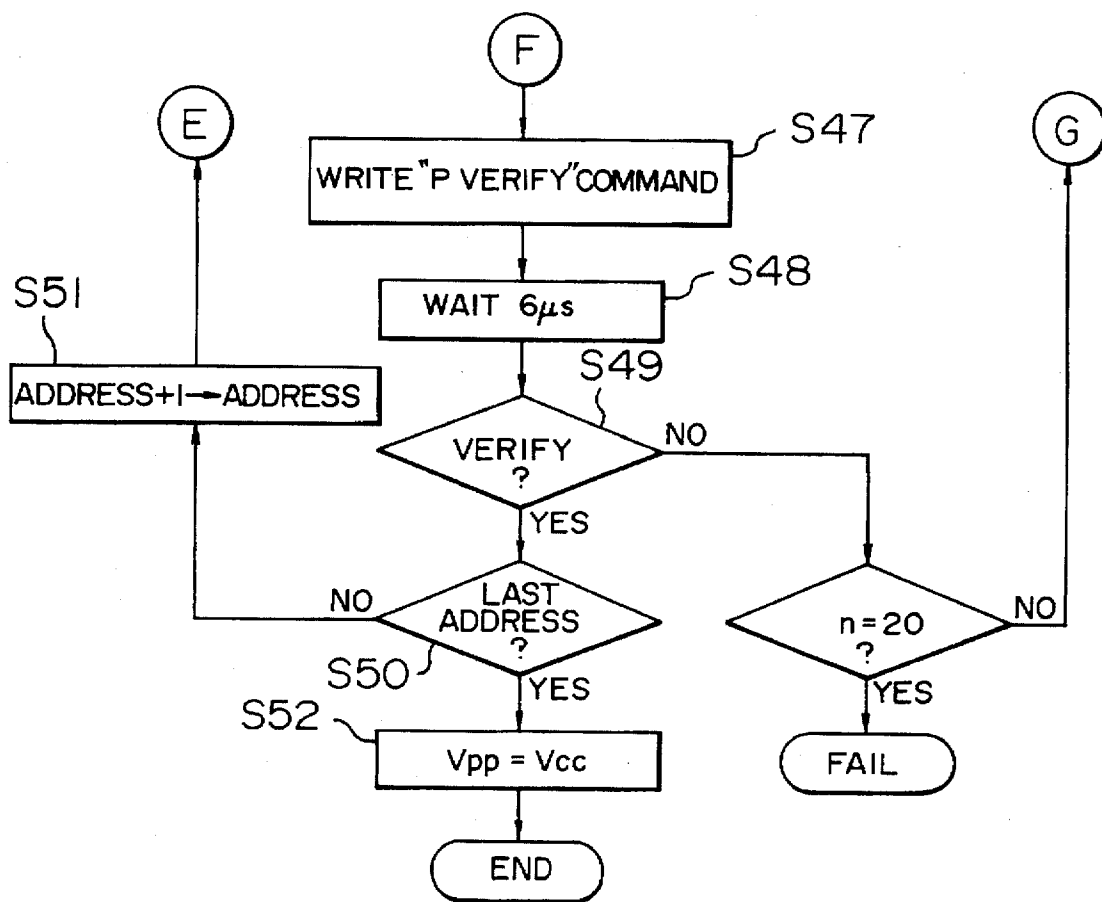 F
E
G
S47
WRITE "P VERIFY" COMMAND
S48
WAIT 6μs
S51
ADDRESS+1→ADDRESS
S49
VERIFY
?
NO
YES
LAST
ADDRESS
?
NO
S50
YES
n=20
?
NO
YES
S52
Vpp = Vcc
FAIL
END